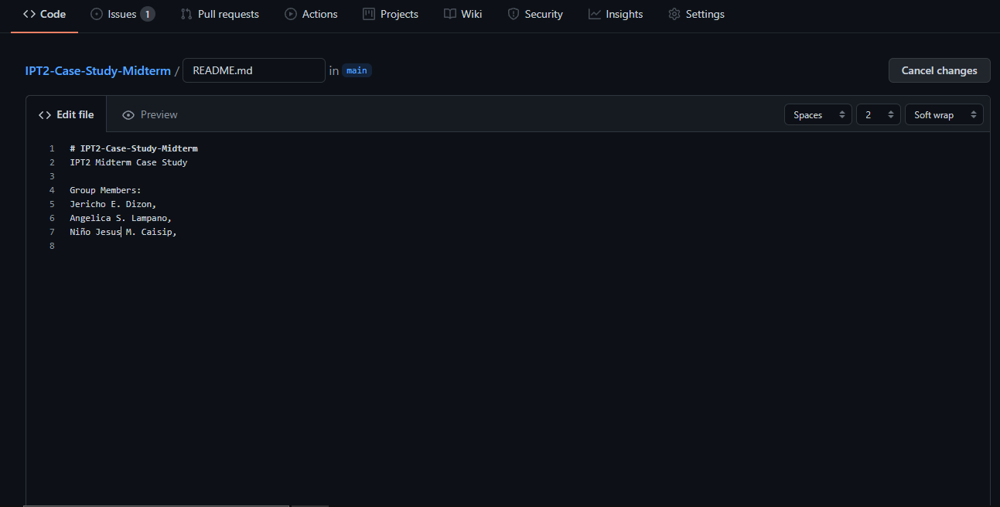 Code Issues 1 Pull requests Actions Projects Wiki Security Insights Settings
IPT2-Case-Study-Midterm / README.md in main Cancel changes
Edit file Preview Spaces 2 Soft wrap
1 # IPT2-Case-Study-Midterm
2 IPT2 Midterm Case Study
3
4 Group Members:
5 Jericho E. Dizon,
6 Angelica S. Lampano,
7 Niño Jesus M. Caisip,
8